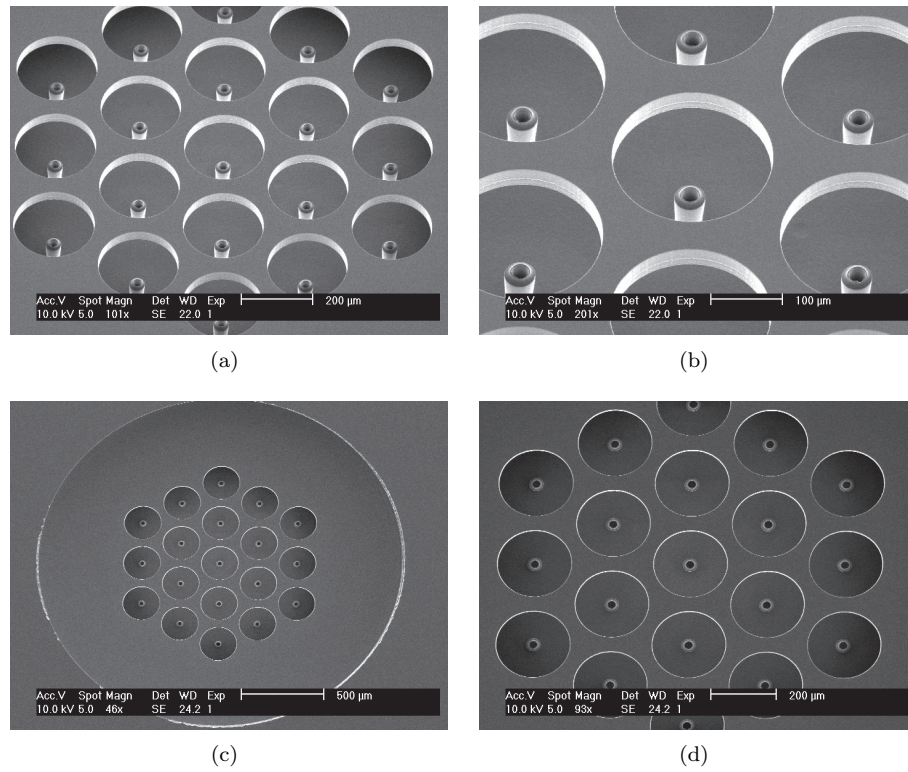 200 µm
Acc.V Spot Magn Det WD Exp
10.0 kV 5.0 101x SE 22.0 1
(a)
100 µm
Acc.V Spot Magn Det WD Exp
10.0 kV 5.0 201x SE 22.0 1
(b)
500 µm
Acc.V Spot Magn Det WD Exp
10.0 kV 5.0 46x SE 24.2 1
(c)
200 µm
Acc.V Spot Magn Det WD Exp
10.0 kV 5.0 93x SE 24.2 1
(d)